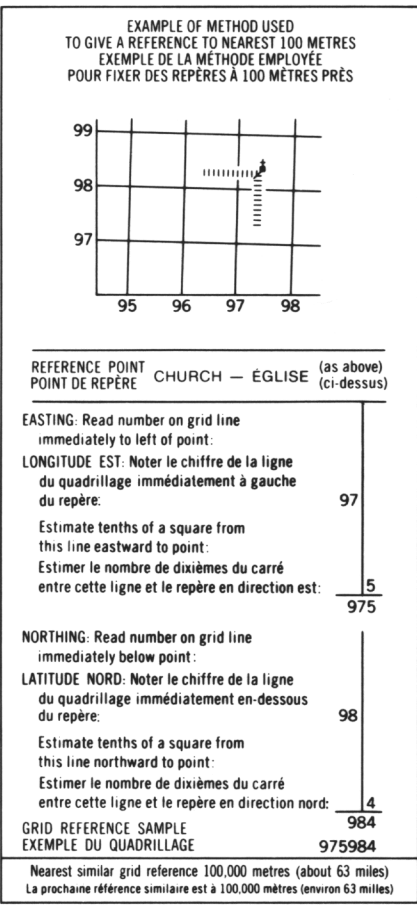 EXAMPLE OF METHOD USED
TO GIVE A REFERENCE TO NEAREST 100 METRES
EXEMPLE DE LA MÉTHODE EMPLOYÉE
POUR FIXER DES REPÈRES À 100 MÈTRES PRÈS
99
98
97
95 96 97 98
REFERENCE POINT
POINT DE REPÈRE CHURCH — ÉGLISE (as above)
(ci-dessus)
EASTING: Read number on grid line
immediately to left of point:
LONGITUDE EST: Noter le chiffre de la ligne
du quadrillage immédiatement à gauche
du repère: 97
Estimate tenths of a square from
this line eastward to point:
Estimer le nombre de dixièmes du carré
entre cette ligne et le repère en direction est: 5
975
NORTHING: Read number on grid line
immediately below point:
LATITUDE NORD: Noter le chiffre de la ligne
du quadrillage immédiatement en-dessous
du repère: 98
Estimate tenths of a square from
this line northward to point:
Estimer le nombre de dixièmes du carré
entre cette ligne et le repère en direction nord: 4
984
GRID REFERENCE SAMPLE
EXEMPLE DU QUADRILLAGE 975984
Nearest similar grid reference 100,000 metres (about 63 miles)
La prochaine référence similaire est à 100,000 mètres (environ 63 milles)